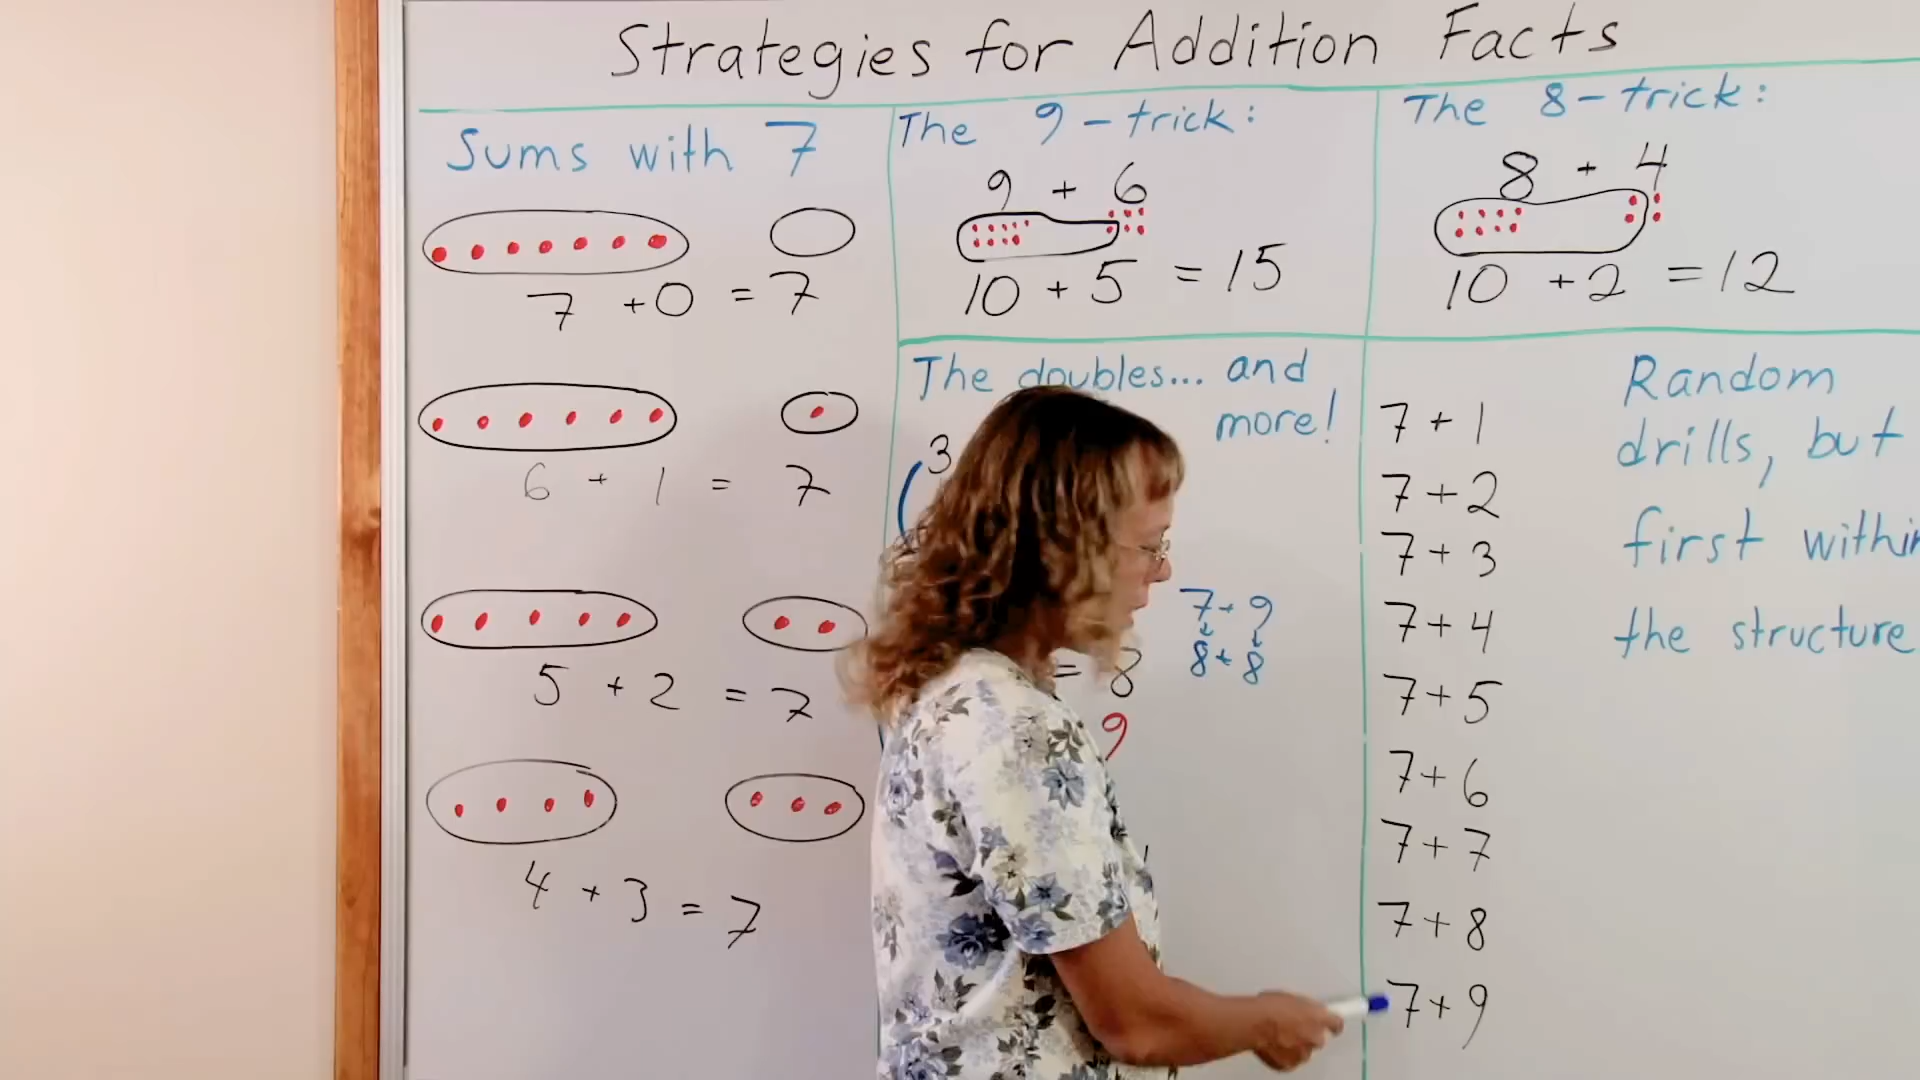 Strategies for Addition Facts
Sums with 7
7 + 0 = 7
6 + 1 = 7
5 + 2 = 7
4 + 3 = 7
The 9-trick:
9 + 6
10 + 5 = 15
The 8-trick:
8 + 4
10 + 2 = 12
The doubles... and
more!
3
7 + 9
8 + 8
= 8
9
7 + 1
7 + 2
7 + 3
7 + 4
7 + 5
7 + 6
7 + 7
7 + 8
7 + 9
Random
drills, but
first within
the structure